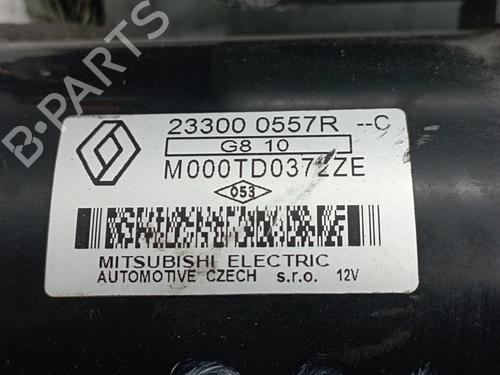 23300 0557R --C
G8 10
M000TD0372ZE
053
MITSUBISHI ELECTRIC
AUTOMOTIVE CZECH s.r.o. 12V
B-PARTS